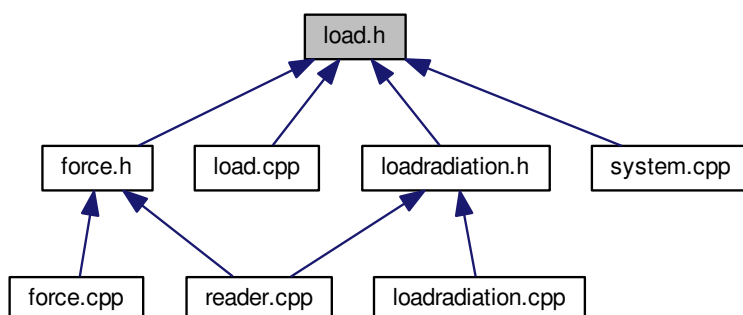 load.h
force.h
load.cpp
loadradiation.h
system.cpp
force.cpp
reader.cpp
loadradiation.cpp